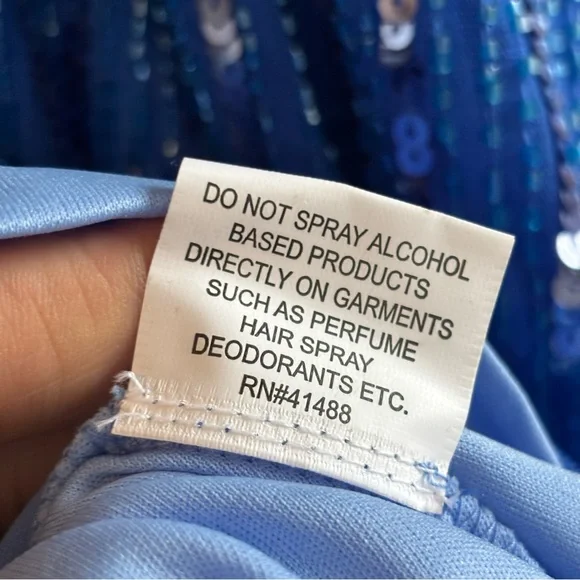 DO NOT SPRAY ALCOHOL
BASED PRODUCTS
DIRECTLY ON GARMENTS
SUCH AS PERFUME
HAIR SPRAY
DEODORANTS ETC.
RN#41488